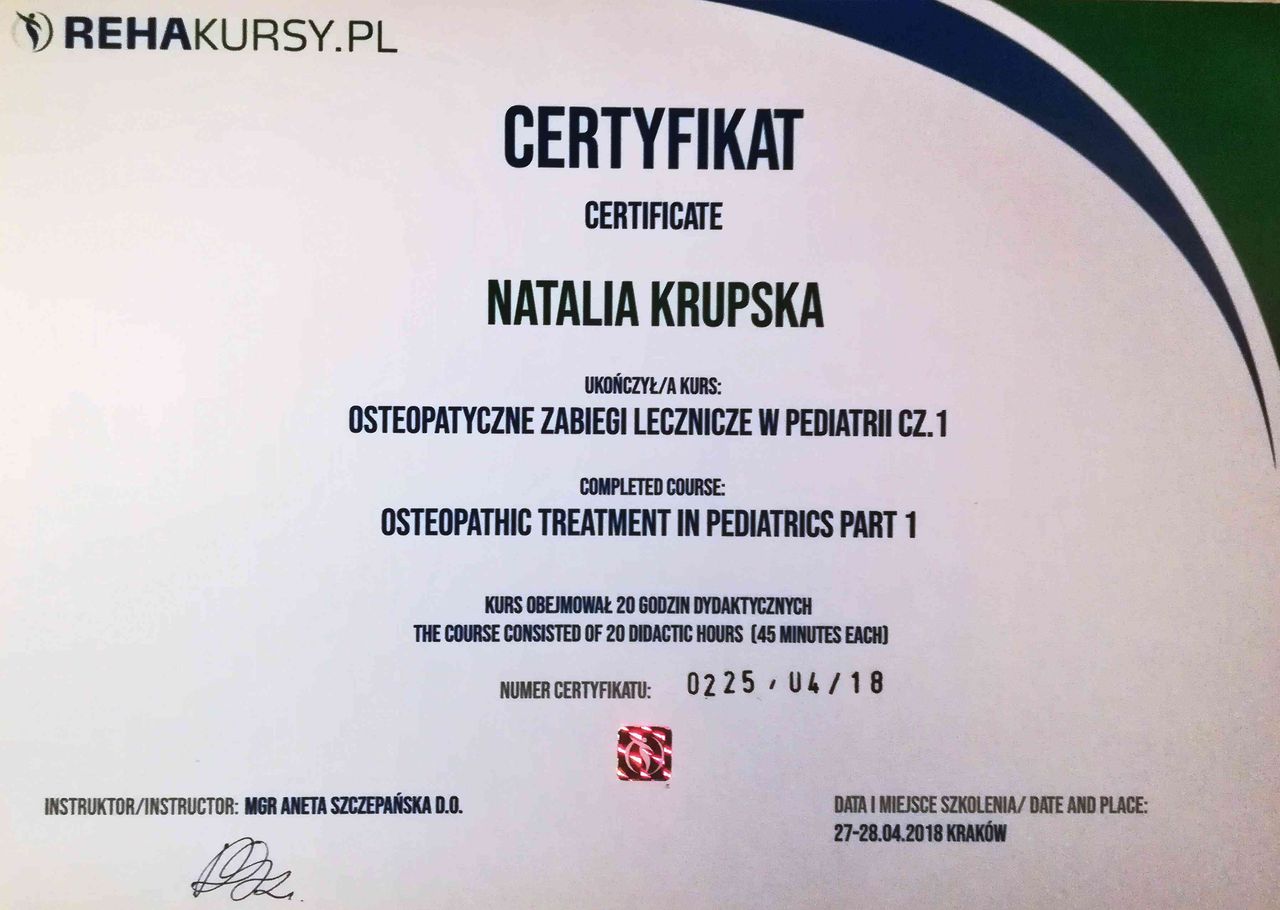 REHAKURSY.PL
CERTYFIKAT
CERTIFICATE
NATALIA KRUPSKA
UKOŃCZYŁ/A KURS:
OSTEOPATYCZNE ZABIEGI LECZNICZE W PEDIATRII CZ.1
COMPLETED COURSE:
OSTEOPATHIC TREATMENT IN PEDIATRICS PART 1
KURS OBEJMOWAŁ 20 GODZIN DYDAKTYCZNYCH
THE COURSE CONSISTED OF 20 DIDACTIC HOURS (45 MINUTES EACH)
NUMER CERTYFIKATU: 0225/04/18
INSTRUKTOR/INSTRUCTOR: MGR ANETA SZCZEPAŃSKA D.O.
DATA I MIEJSCE SZKOLENIA/ DATE AND PLACE:
27-28.04.2018 KRAKÓW